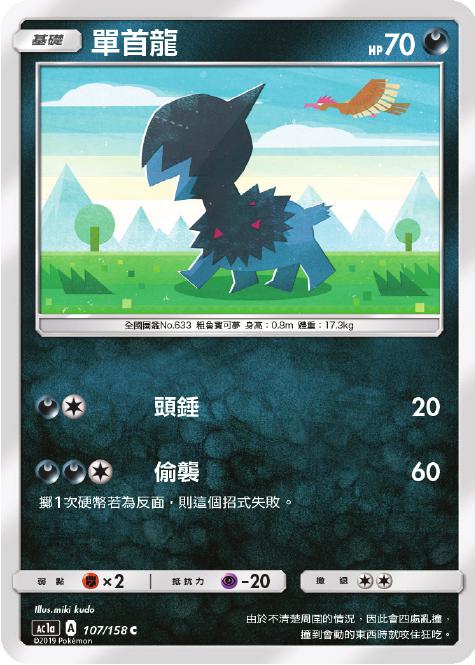 基礎 單首龍 HP70
全國圖鑑No.633 粗魯寶可夢 身高：0.8m 體重：17.3kg
頭錘 20
偷襲 60
擲1次硬幣若為反面，則這個招式失敗。
弱點 ×2 抵抗力 -20 撤退
Illus.miki kudo
AC1a A 107/158 C
©2019 Pokémon
由於不清楚周圍的情況，因此會四處亂撞，
撞到會動的東西時就咬住狂吃。